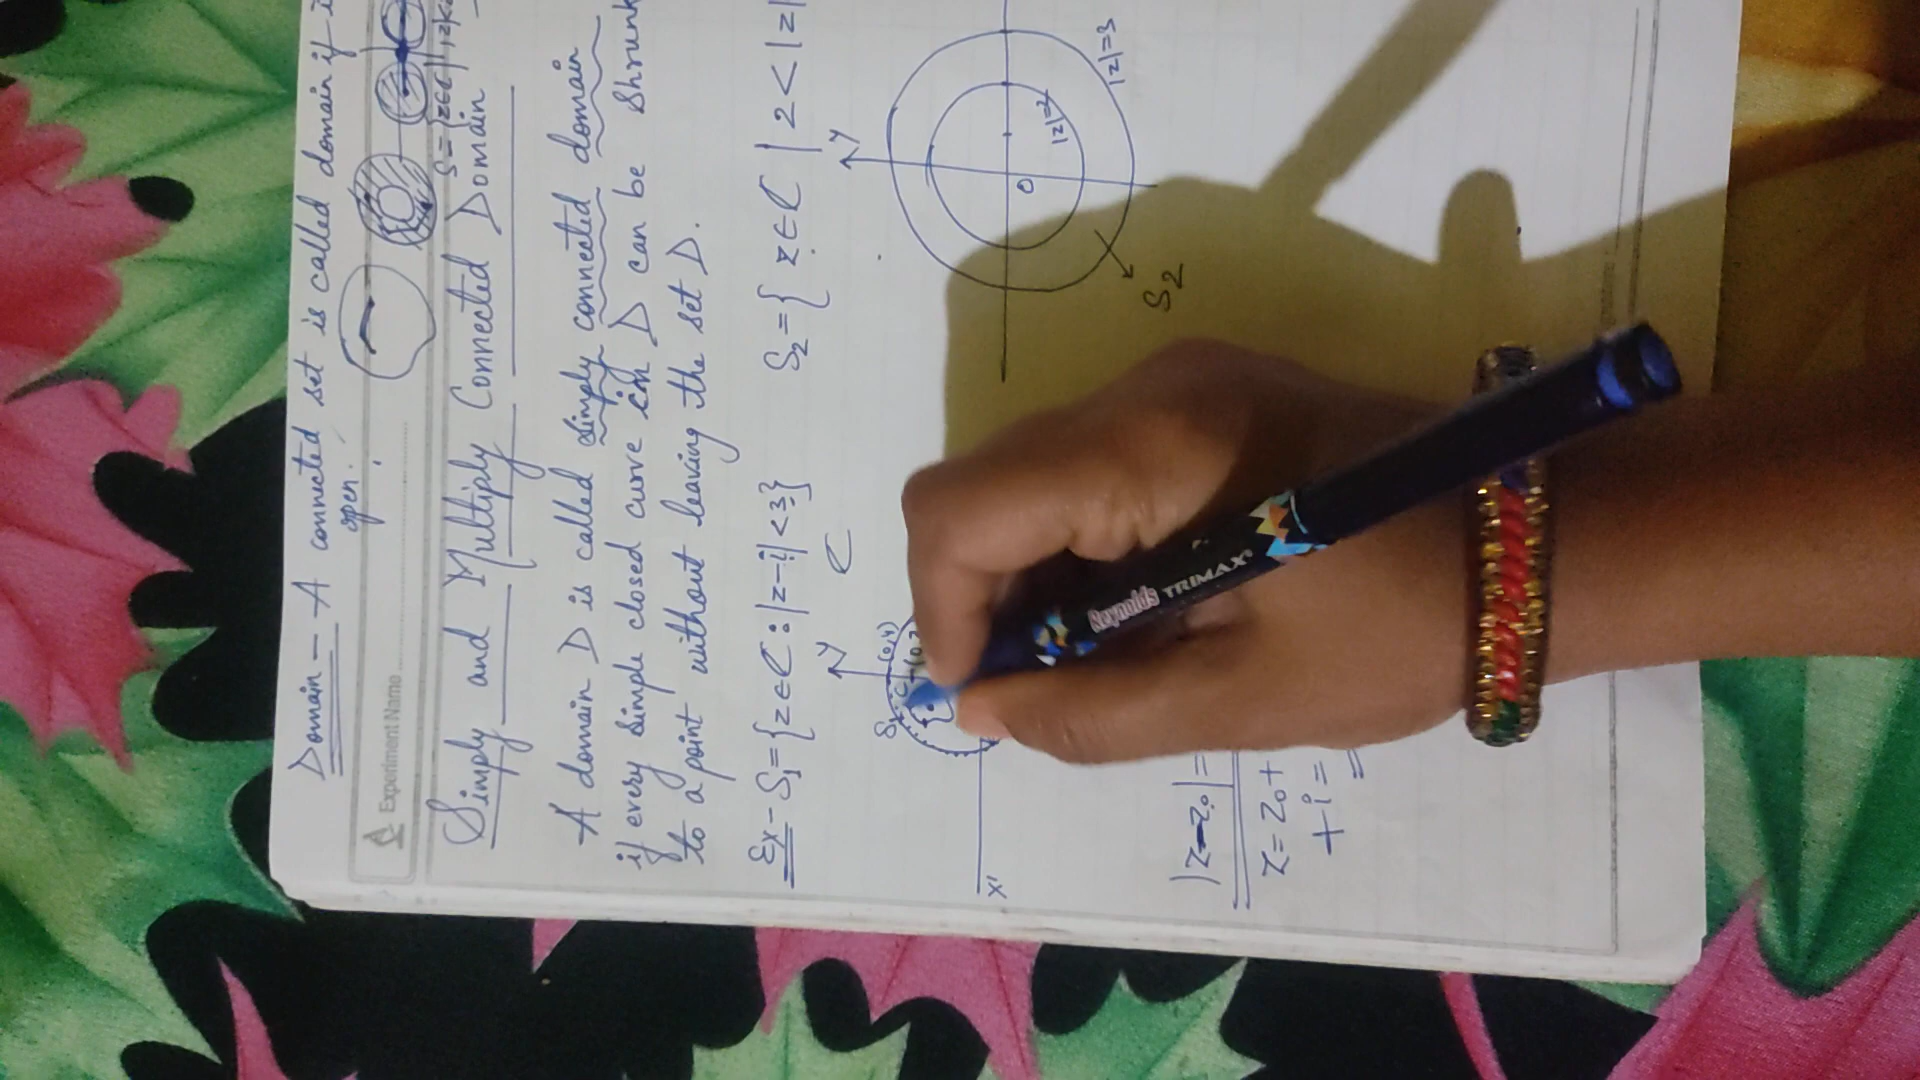 Domain - A connected set is called domain if
open.
Experiment Name
S = {z∈ℂ |
Simply and Multiply Connected Domain
A domain D is called simply connected domain
if every simple closed curve in D can be shrunk
to a point without leaving the set D.
Ex - S₁ = {z∈ℂ : |z-i| < 3}
S₂ = { z∈ℂ | 2 < |z|
C
Y
(0,4)
S₁
C
X'
Y
O
|z|=2
|z|=3
S₂
|z-z₀| =
z = z₀ +
+ i =
Reynolds TRIMAX